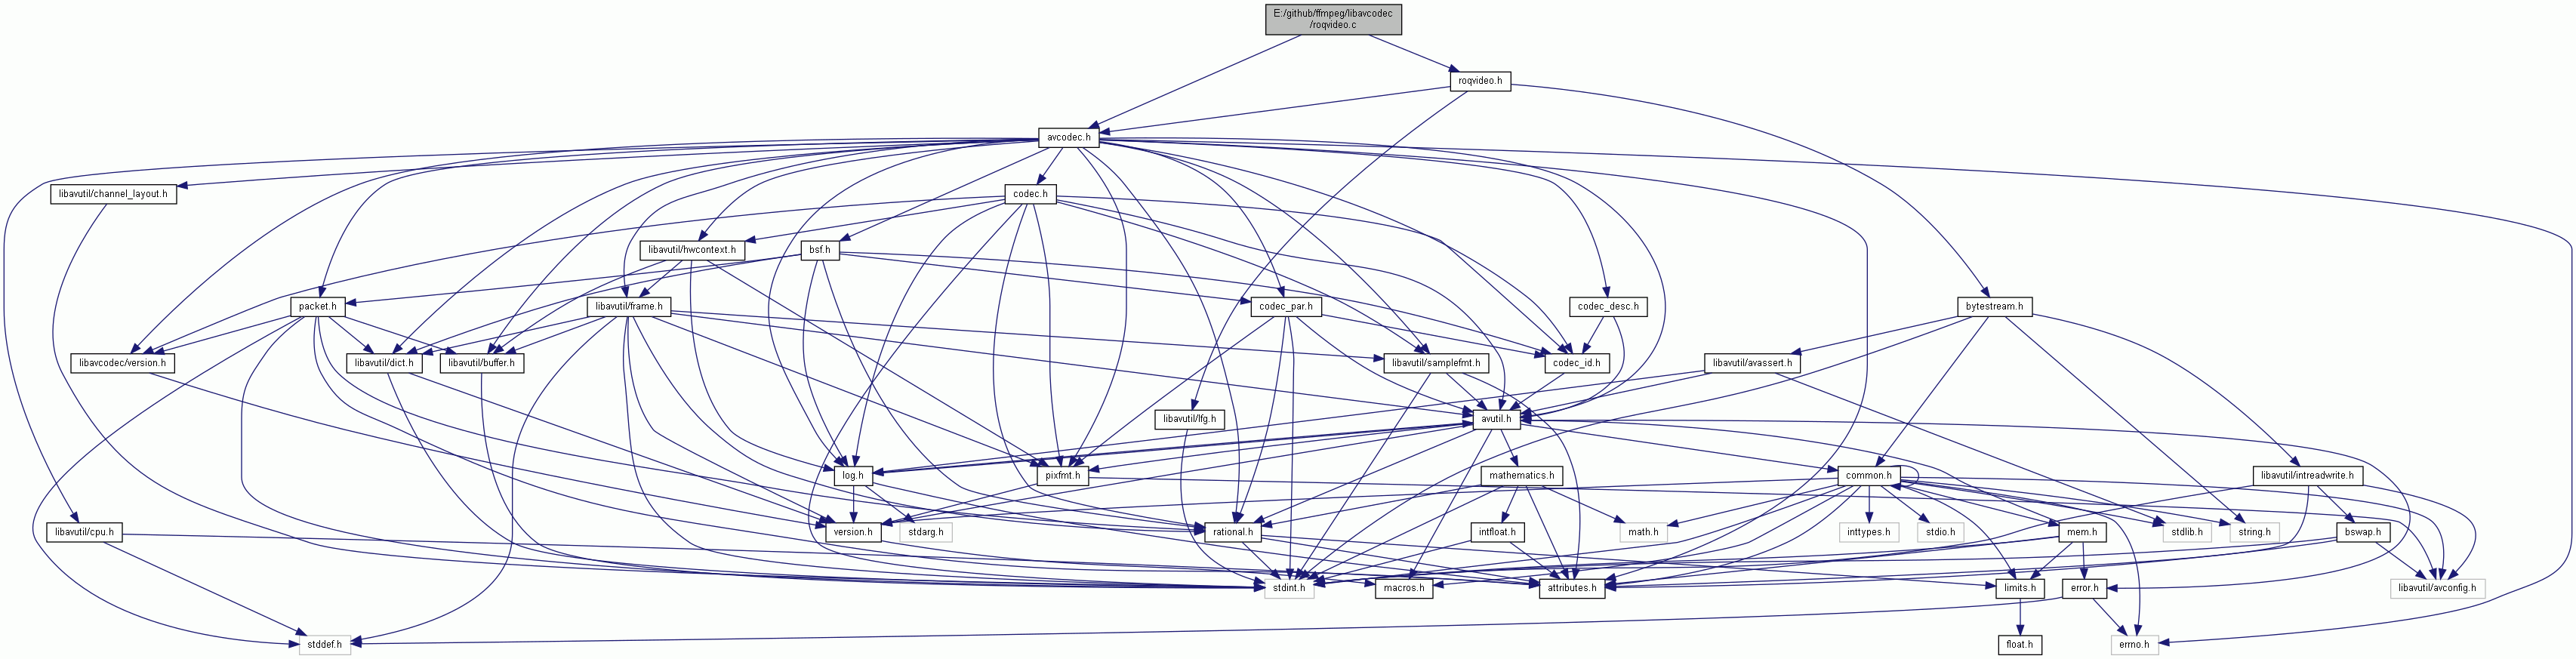 E:/github/ffmpeg/libavcodec
/roqvideo.c
roqvideo.h
avcodec.h
libavutil/channel_layout.h
codec.h
libavutil/hwcontext.h
bsf.h
packet.h
libavutil/frame.h
codec_par.h
codec_desc.h
bytestream.h
libavcodec/version.h
libavutil/dict.h
libavutil/buffer.h
libavutil/samplefmt.h
codec_id.h
libavutil/avassert.h
libavutil/lfg.h
avutil.h
log.h
pixfmt.h
mathematics.h
common.h
libavutil/intreadwrite.h
libavutil/cpu.h
version.h
stdarg.h
rational.h
intfloat.h
math.h
inttypes.h
stdio.h
mem.h
stdlib.h
string.h
bswap.h
stdint.h
macros.h
attributes.h
limits.h
error.h
libavutil/avconfig.h
stddef.h
float.h
errno.h